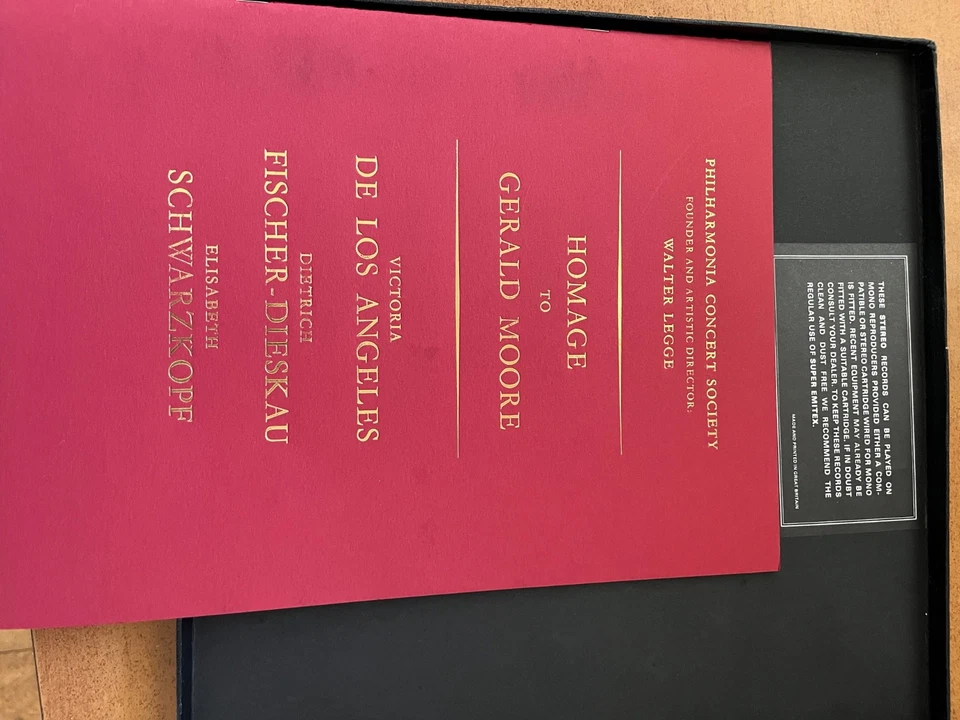 PHILHARMONIA CONCERT SOCIETY
FOUNDER AND ARTISTIC DIRECTOR:
WALTER LEGGE
HOMAGE
TO
GERALD MOORE
VICTORIA
DE LOS ANGELES
DIETRICH
FISCHER-DIESKAU
ELISABETH
SCHWARZKOPF
THESE STEREO RECORDS CAN BE PLAYED ON
MONO REPRODUCERS PROVIDED EITHER A COM-
PATIBLE OR STEREO CARTRIDGE WIRED FOR MONO
IS FITTED. RECENT EQUIPMENT MAY ALREADY BE
FITTED WITH A SUITABLE CARTRIDGE. IF IN DOUBT
CONSULT YOUR DEALER. TO KEEP THESE RECORDS
CLEAN AND DUST FREE WE RECOMMEND THE
REGULAR USE OF SUPER EMITEX.
MADE AND PRINTED IN GREAT BRITAIN